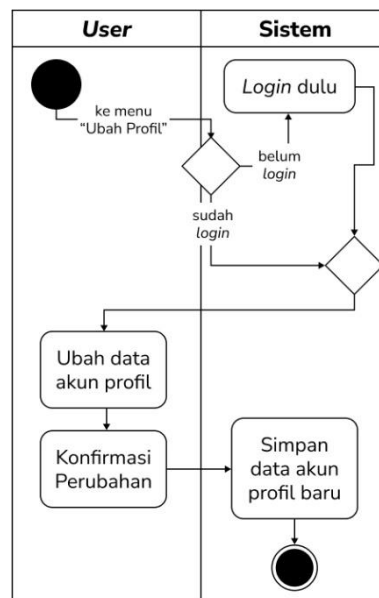 User
Sistem
ke menu
“Ubah Profil”
Login dulu
belum
login
sudah
login
Ubah data
akun profil
Konfirmasi
Perubahan
Simpan
data akun
profil baru